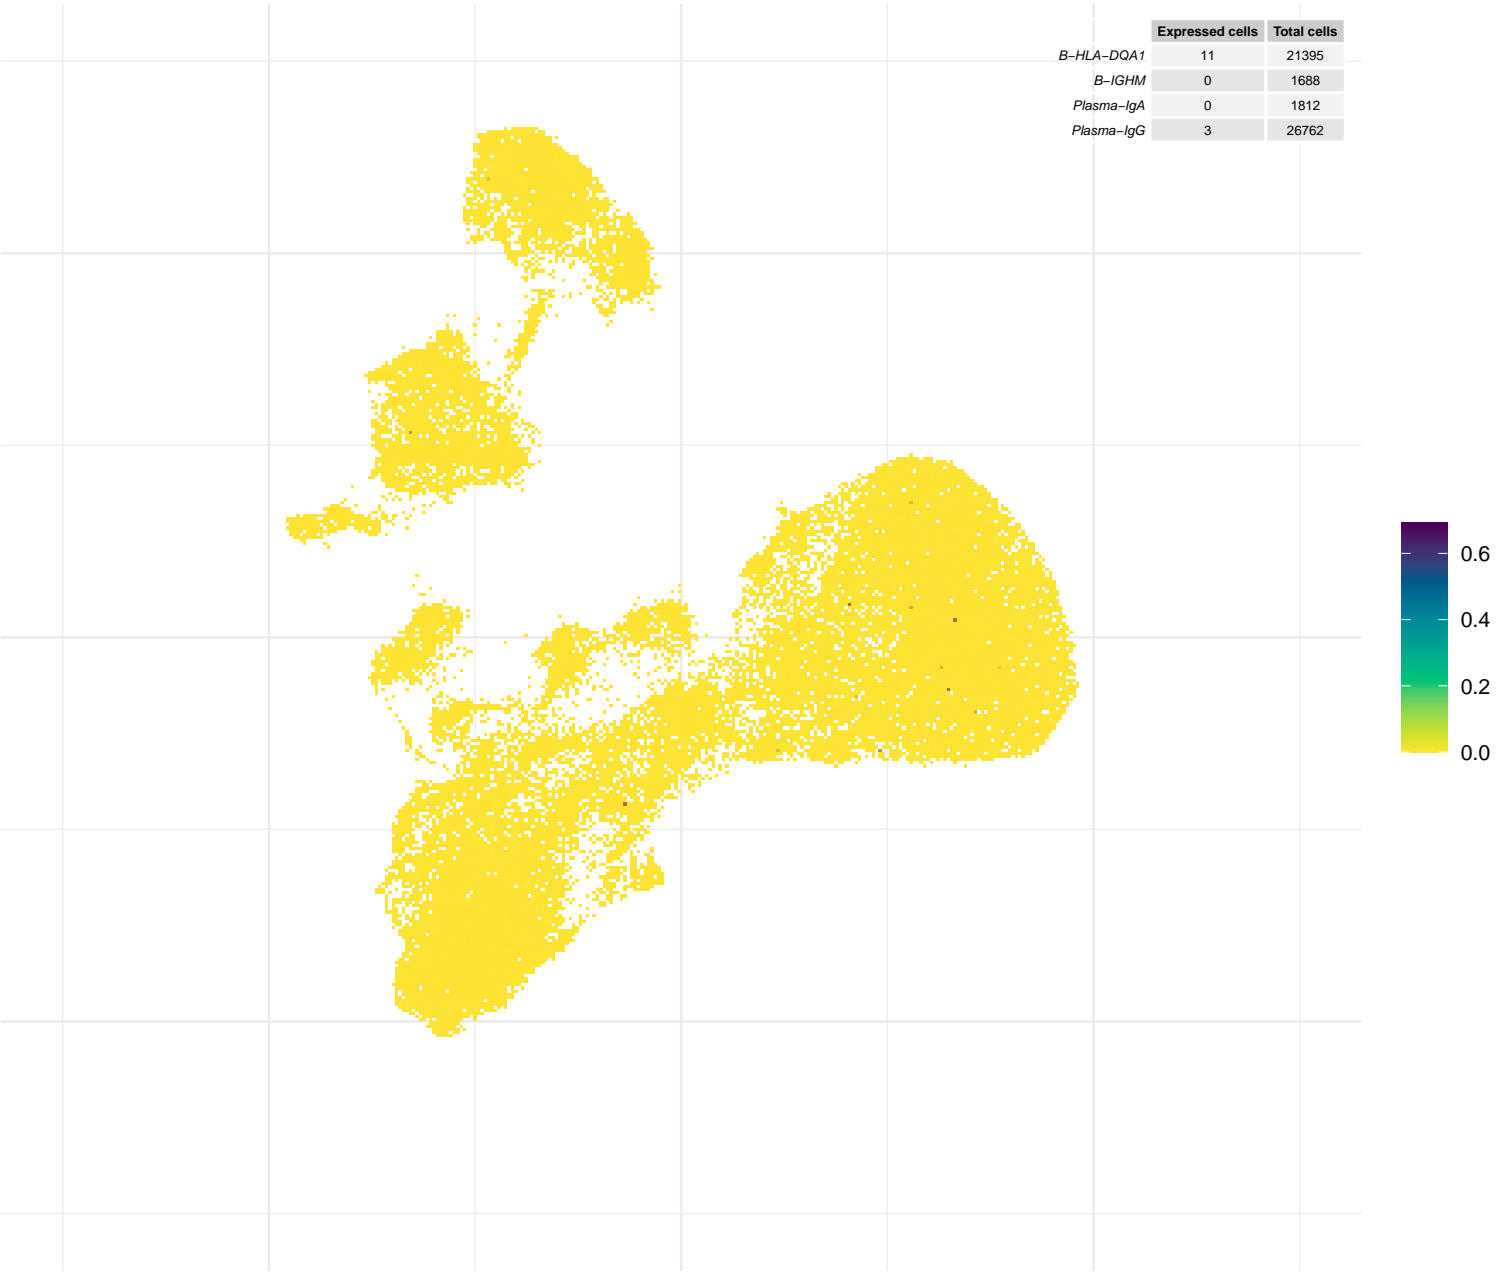 Expressed cells Total cells
B−HLA−DQA1 11 21395
B−IGHM 0 1688
Plasma−IgA 0 1812
Plasma−IgG 3 26762
0.6
0.4
0.2
0.0